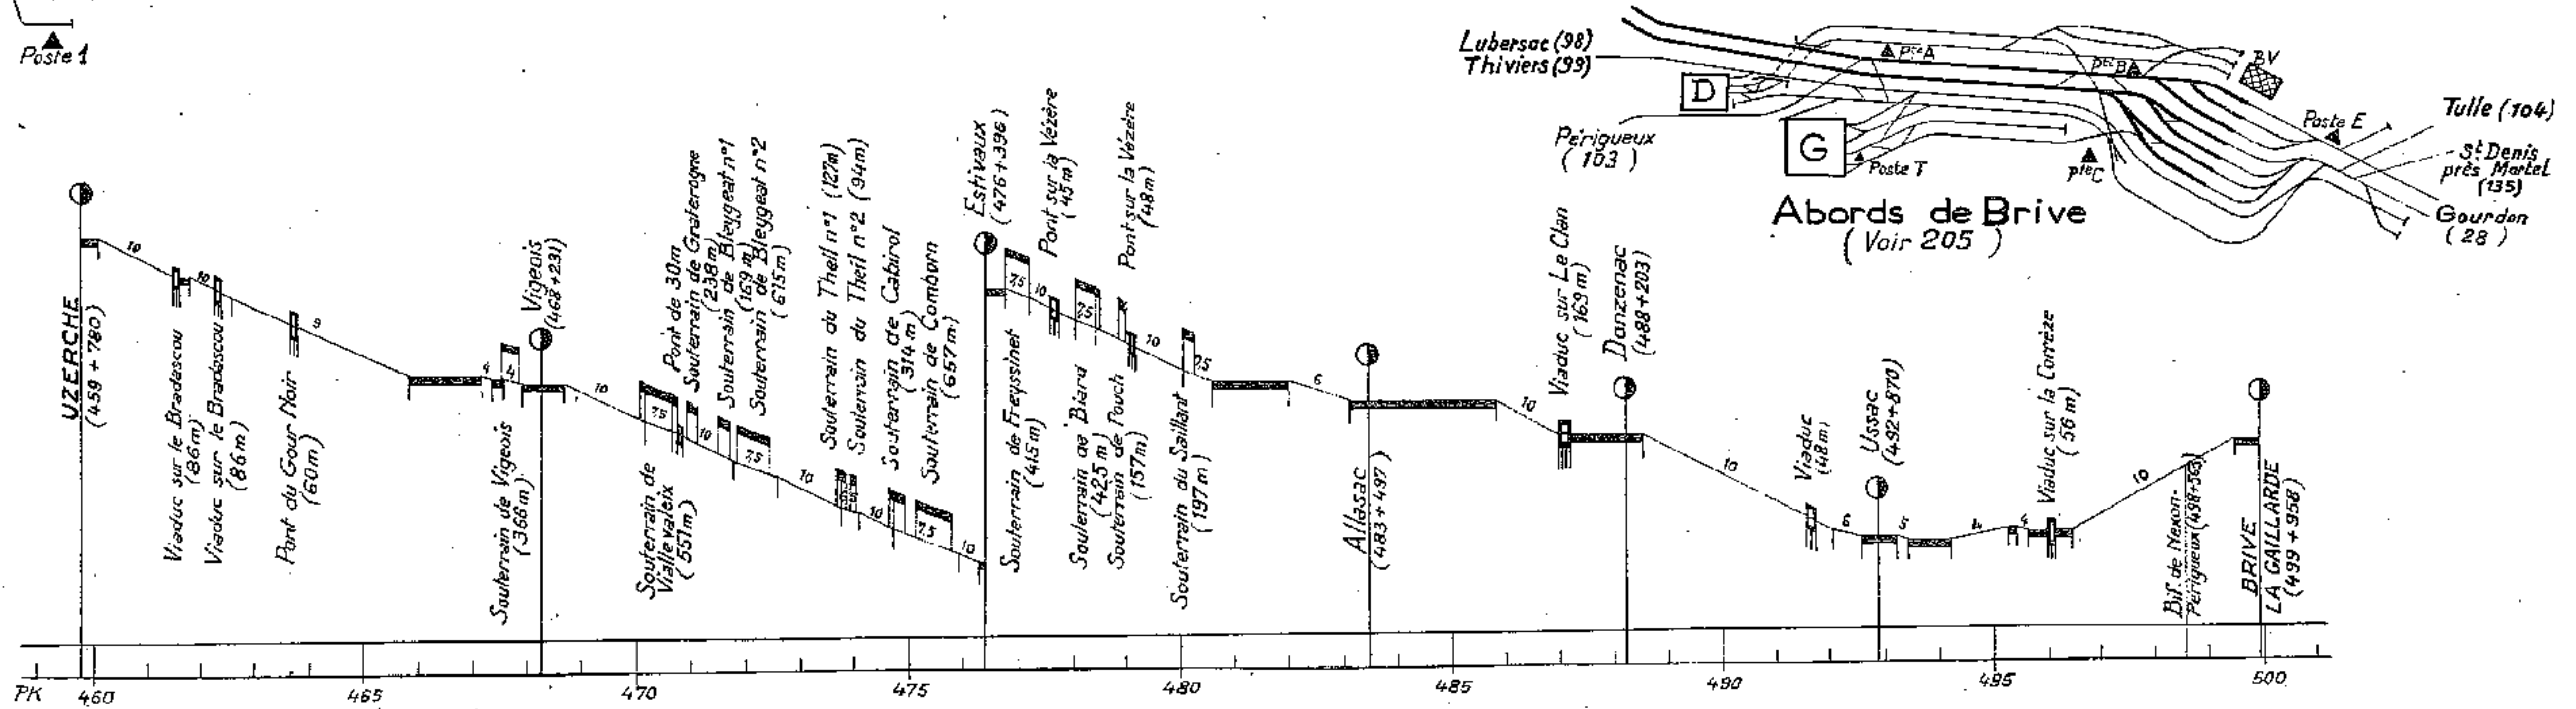 Poste 1
Lubersac (98)
Thiviers (99)
D
Périgueux
(103)
G
Poste T
Pte A
Pte B
Pte C
BV
Poste E
Tulle (104)
St Denis
près Martel
(135)
Gourdon
(28)
Abords de Brive
(Voir 205)
UZERCHE
(459+780)
10
Viaduc sur le Bradascou
(86m)
10
Viaduc sur le Bradascou
(86m)
Pont du Gour Noir
(60m)
9
4
4
Souterrain de Vigeois
(366m)
Vigeois
(468+231)
10
Souterrain de
Viallevaleix
(551m)
7,5
Pont de 30m
Souterrain de Graterogne
(238m)
10
Souterrain de Bleygeat n°1
(169m)
Souterrain de Bleygeat n°2
(615m)
7,5
10
Souterrain du Theil n°1 (127m)
Souterrain du Theil n°2 (94m)
10
Souterrain de Cabirol
(314m)
Souterrain de Comborn
(657m)
7,5
10
Estivaux
(476+396)
Souterrain de Freyssinet
(415m)
7,5
10
Pont sur la Vézère
(45m)
Souterrain de Biard
(425m)
7,5
Souterrain de Pouch
(157m)
Pont sur la Vézère
(48m)
10
Souterrain du Saillant
(197m)
7,5
6
Allasac
(483+497)
10
Viaduc sur Le Clan
(169m)
Donzenac
(488+203)
10
Viaduc
(48m)
6
Ussac
(492+870)
5
4
4
Viaduc sur la Corrèze
(56m)
10
Bif. de Nexon-
Périgueux
BRIVE
LA GAILLARDE
(499+958)
PK 460 465 470 475 480 485 490 495 500